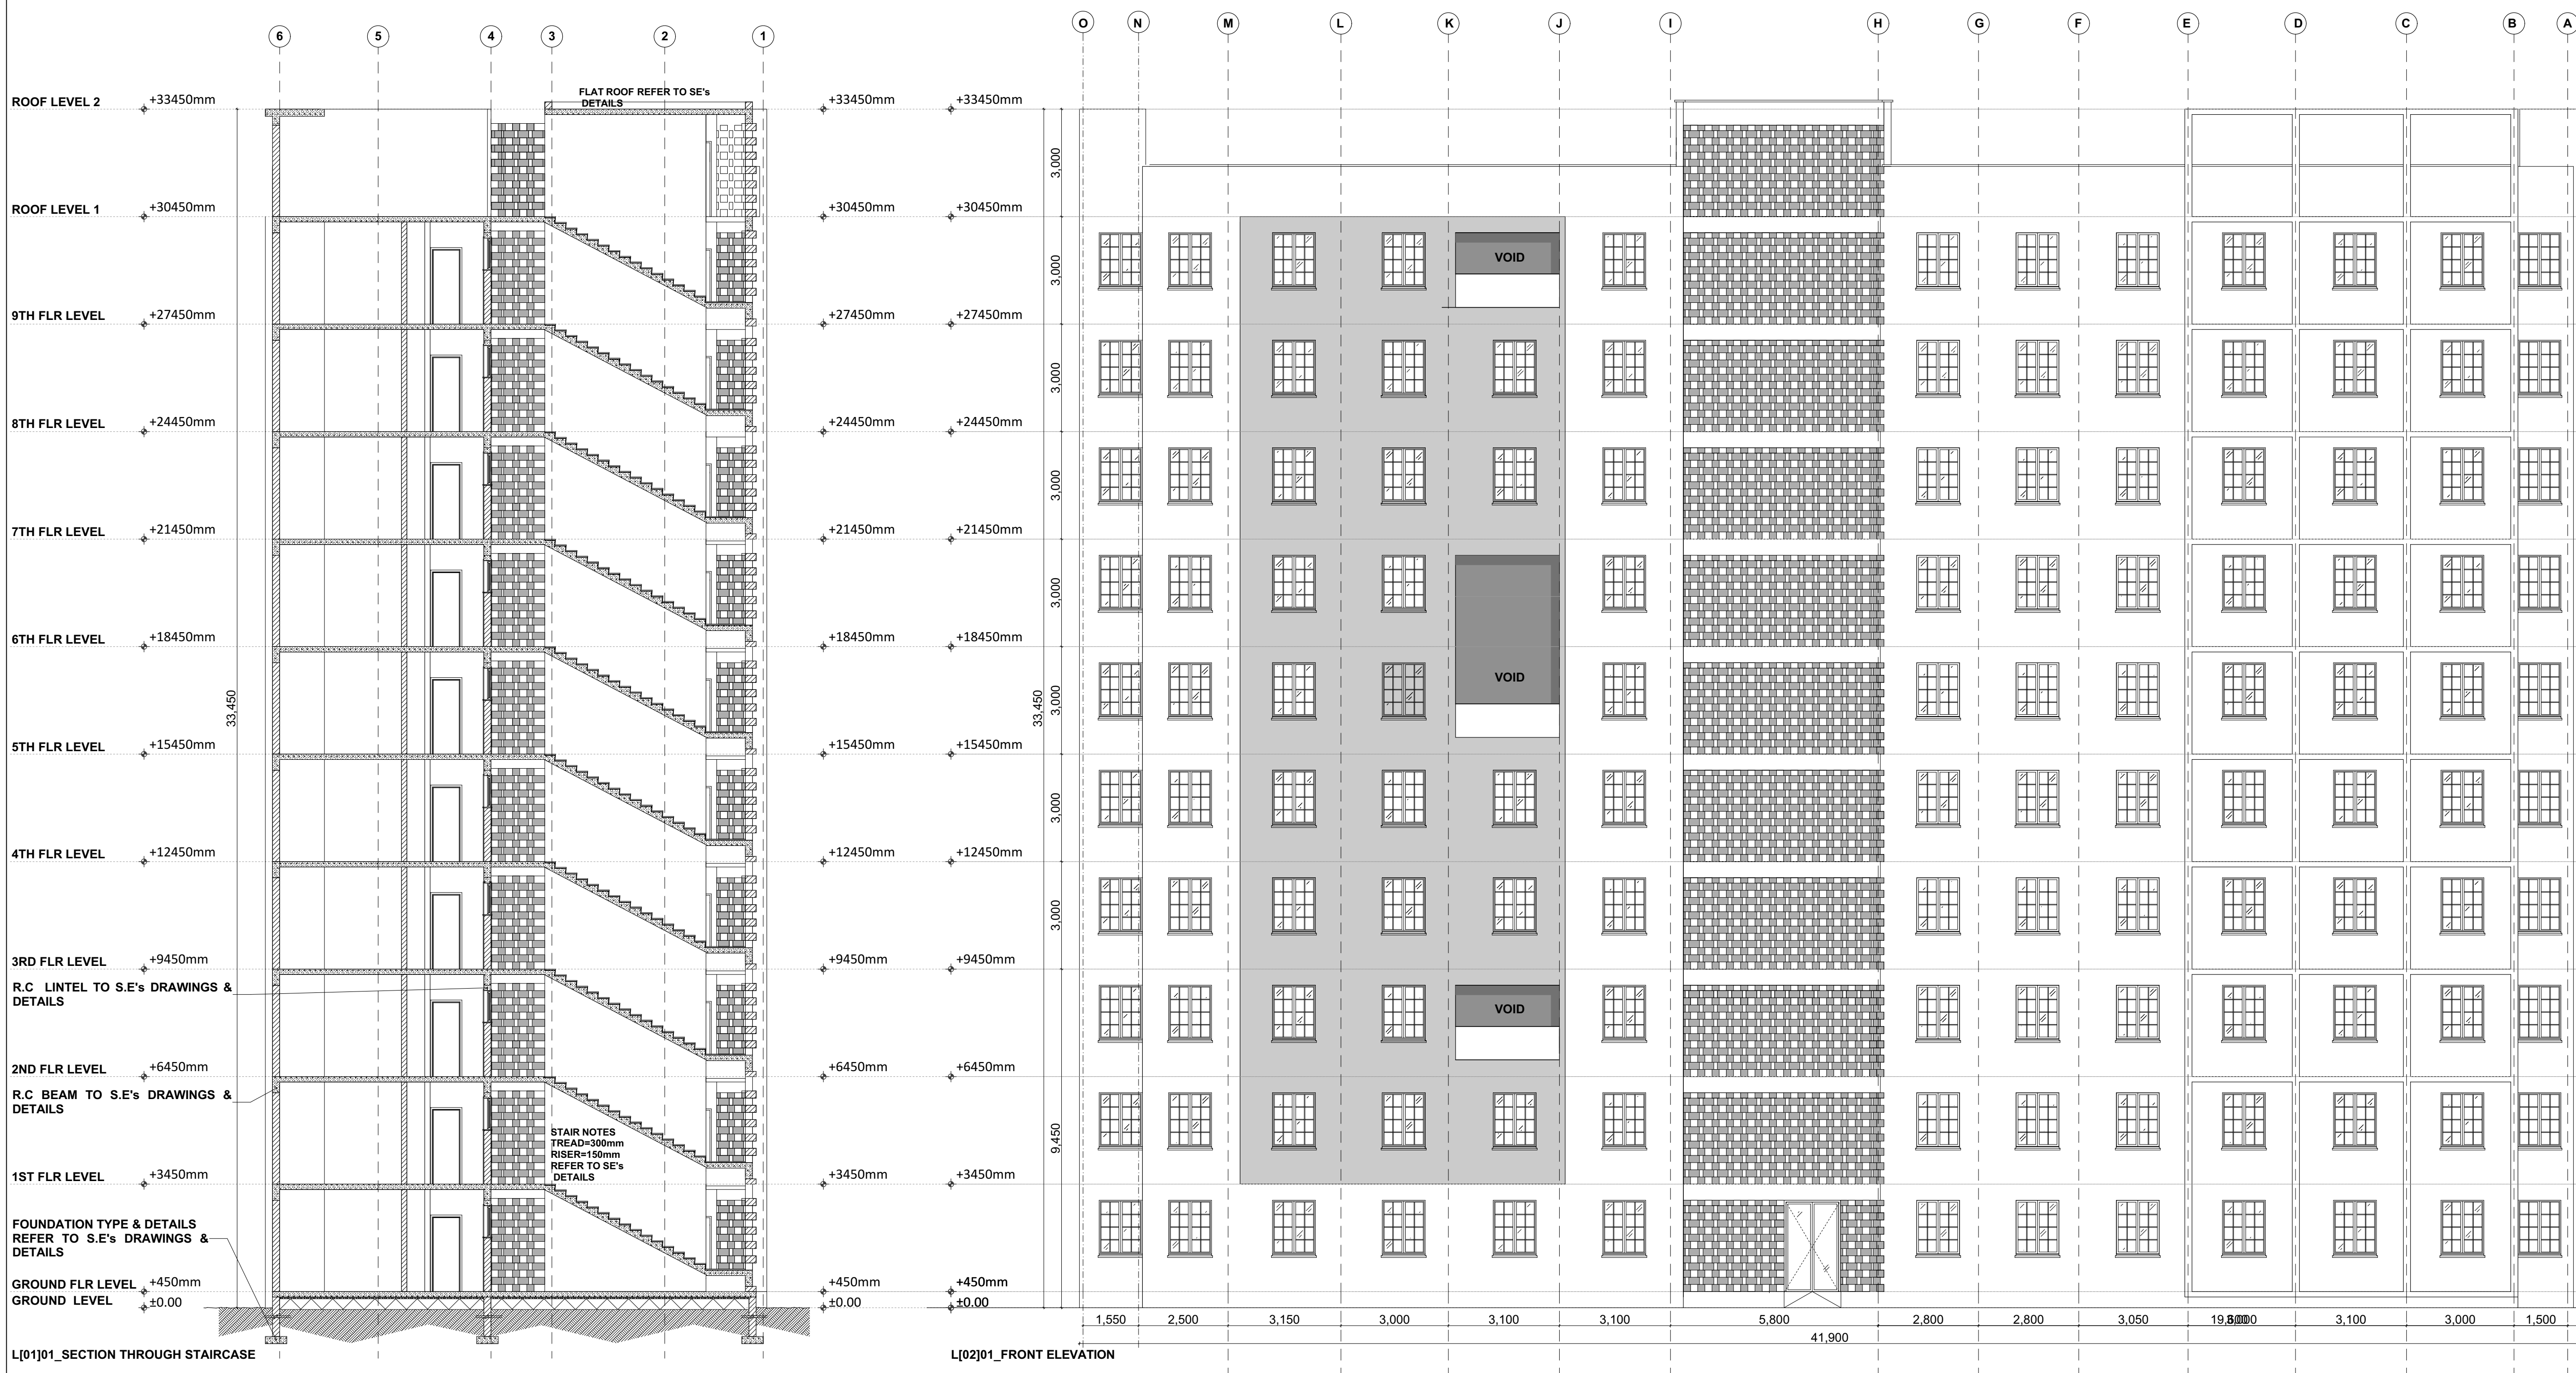 6 5 4 3 2 1
O N M L K J I H G F E D C B A
FLAT ROOF REFER TO SE's
DETAILS
ROOF LEVEL 2 +33450mm +33450mm +33450mm
3,000
ROOF LEVEL 1 +30450mm +30450mm +30450mm
VOID
3,000
9TH FLR LEVEL +27450mm +27450mm +27450mm
3,000
8TH FLR LEVEL +24450mm +24450mm +24450mm
3,000
7TH FLR LEVEL +21450mm +21450mm +21450mm
3,000
6TH FLR LEVEL +18450mm +18450mm +18450mm
VOID
33,450
33,450
3,000
5TH FLR LEVEL +15450mm +15450mm +15450mm
3,000
4TH FLR LEVEL +12450mm +12450mm +12450mm
3,000
3RD FLR LEVEL +9450mm +9450mm +9450mm
R.C LINTEL TO S.E's DRAWINGS &
DETAILS
VOID
2ND FLR LEVEL +6450mm +6450mm +6450mm
R.C BEAM TO S.E's DRAWINGS &
DETAILS
9,450
STAIR NOTES
TREAD=300mm
RISER=150mm
REFER TO SE's
DETAILS
1ST FLR LEVEL +3450mm +3450mm +3450mm
FOUNDATION TYPE & DETAILS
REFER TO S.E's DRAWINGS &
DETAILS
GROUND FLR LEVEL +450mm +450mm +450mm
GROUND LEVEL ±0.00 ±0.00 ±0.00
1,550 2,500 3,150 3,000 3,100 3,100 5,800 2,800 2,800 3,050 3,100 3,000 1,500
41,900
L[01]01_SECTION THROUGH STAIRCASE
L[02]01_FRONT ELEVATION